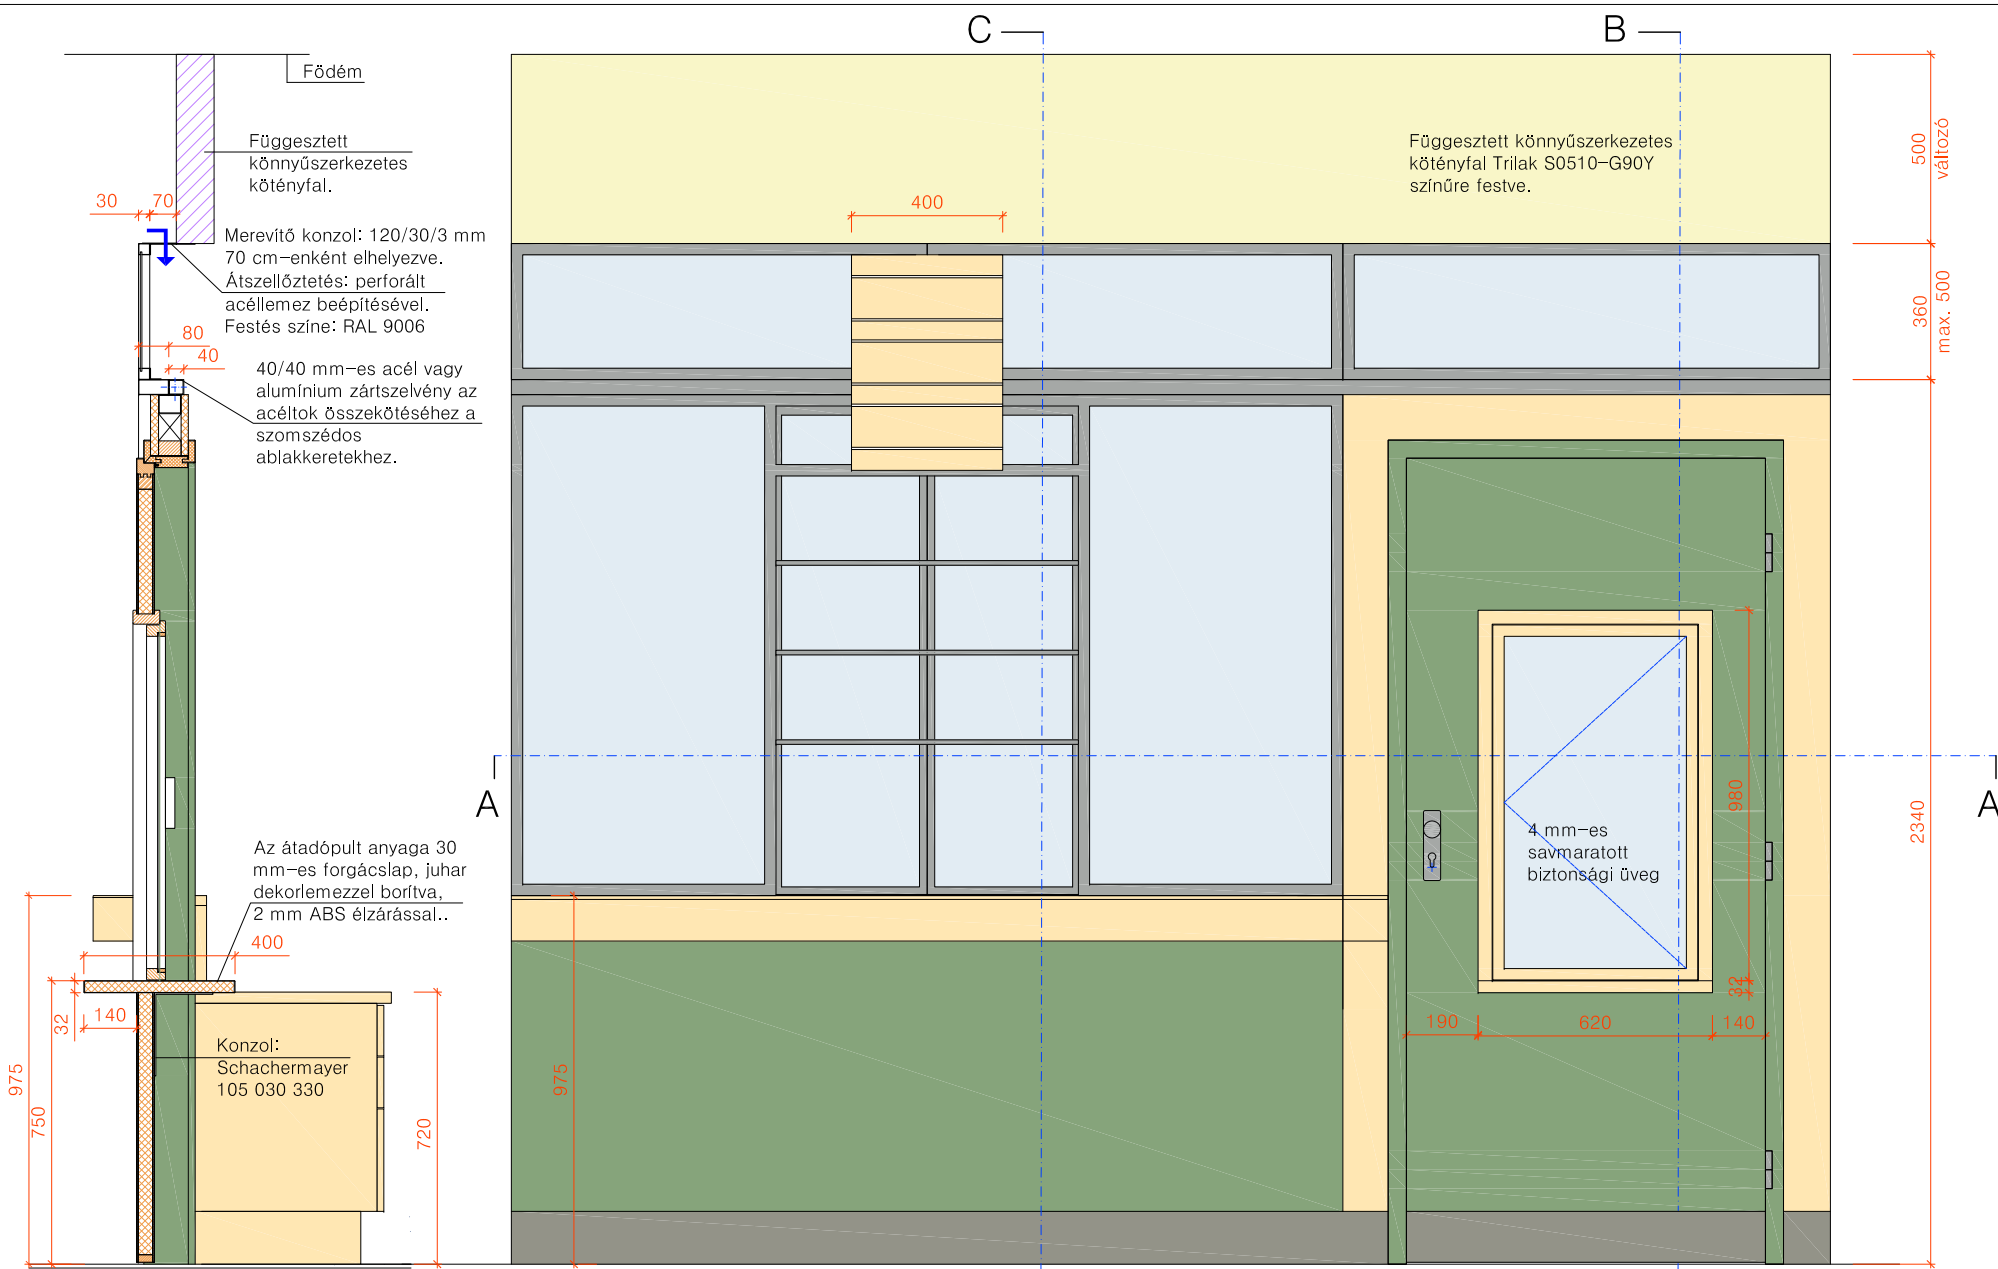 C
B
Födém
Függesztett
könnyűszerkezetes
kötényfal.
Függesztett könnyűszerkezetes
kötényfal Trilak S0510-G90Y
színűre festve.
500
változó
30
70
400
Merevítő konzol: 120/30/3 mm
70 cm-enként elhelyezve.
Átszellőztetés: perforált
acéllemez beépítésével.
Festés színe: RAL 9006
360
max. 500
80
40
40/40 mm-es acél vagy
alumínium zártszelvény az
acéltok összekötéséhez a
szomszédos
ablakkeretekhez.
A
A
980
2340
4 mm-es
savmaratott
biztonsági üveg
Az átadópult anyaga 30
mm-es forgácslap, juhar
dekorlemezzel borítva,
2 mm ABS élzárással..
400
32
140
32
190
620
140
Konzol:
Schachermayer
105 030 330
975
750
720
975